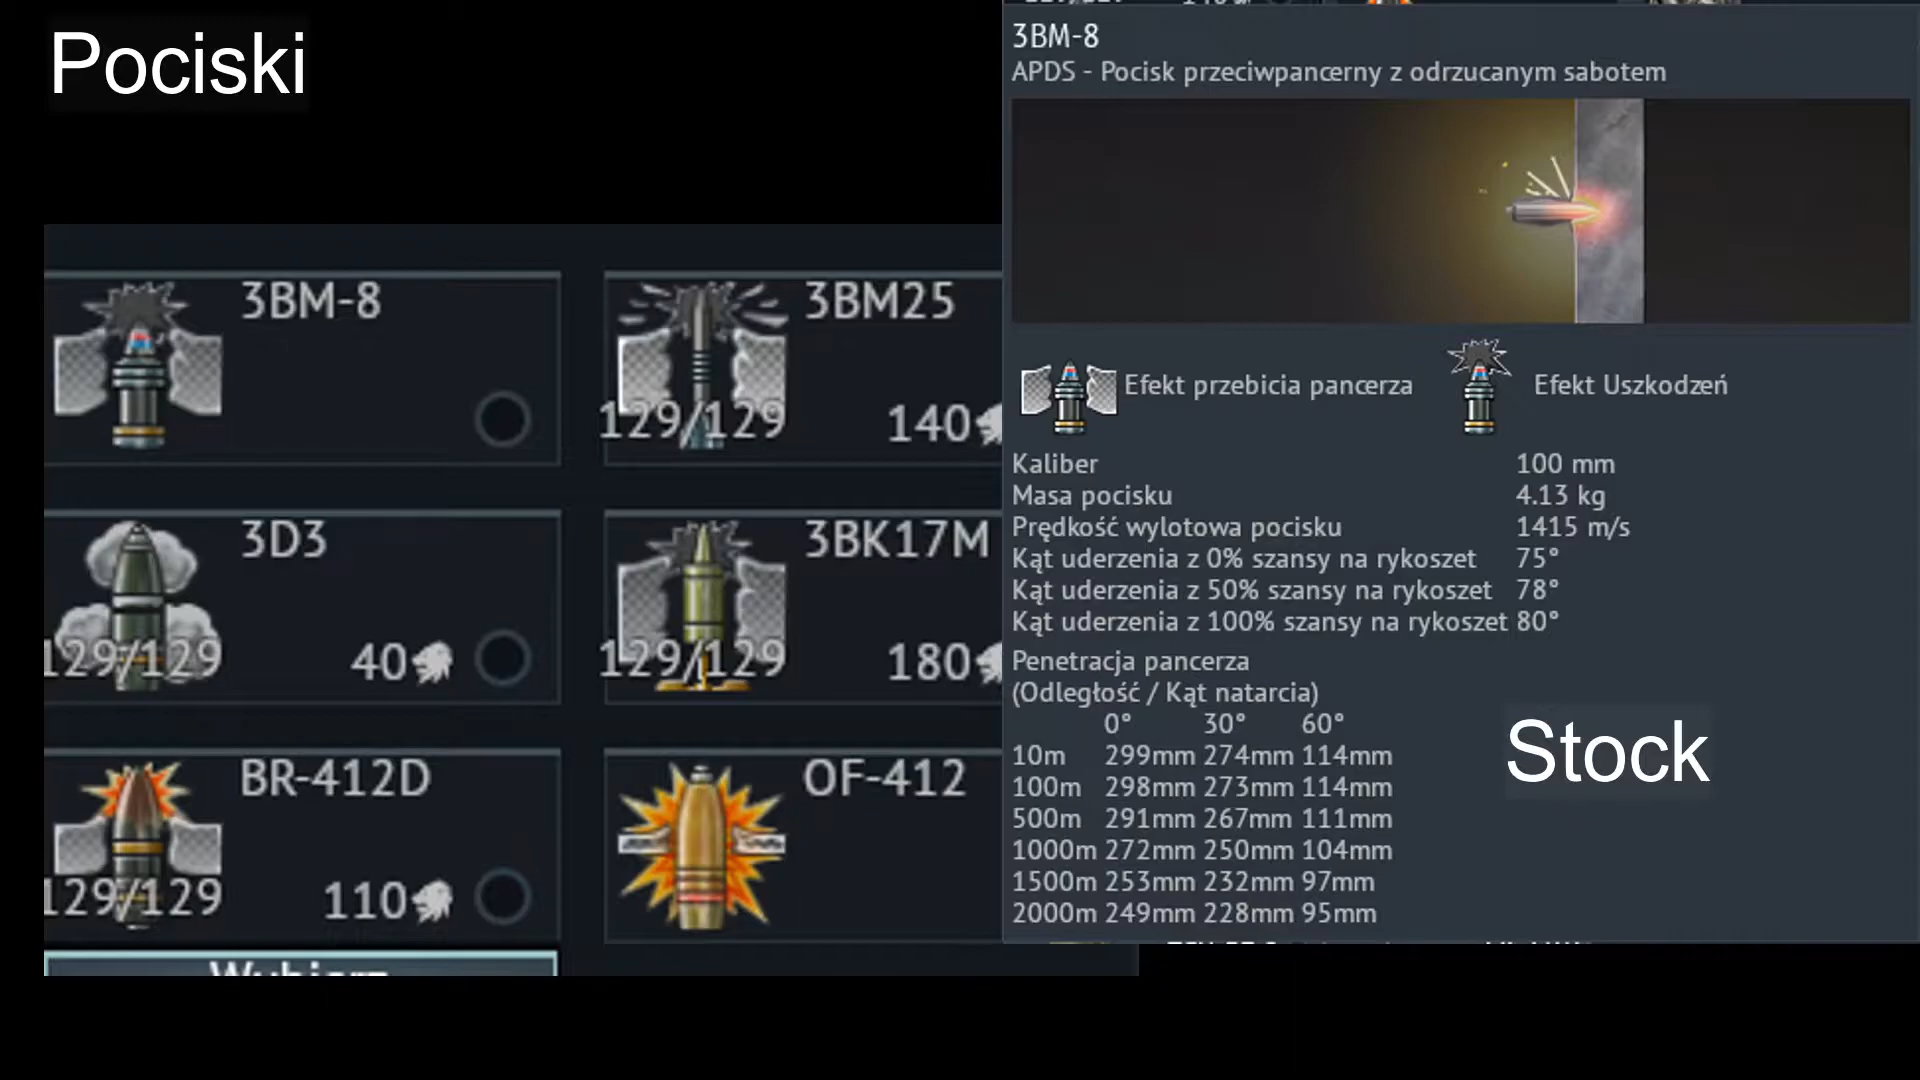 Pociski
3BM-8
3BM25
129/129
140
3D3
129/129
40
3BK17M
129/129
180
BR-412D
129/129
110
OF-412
3BM-8
APDS - Pocisk przeciwpancerny z odrzucanym sabotem
Efekt przebicia pancerza
Efekt Uszkodzeń
Kaliber 100 mm
Masa pocisku 4.13 kg
Prędkość wylotowa pocisku 1415 m/s
Kąt uderzenia z 0% szansy na rykoszet 75°
Kąt uderzenia z 50% szansy na rykoszet 78°
Kąt uderzenia z 100% szansy na rykoszet 80°
Penetracja pancerza
(Odległość / Kąt natarcia)
0° 30° 60°
10m 299mm 274mm 114mm
100m 298mm 273mm 114mm
500m 291mm 267mm 111mm
1000m 272mm 250mm 104mm
1500m 253mm 232mm 97mm
2000m 249mm 228mm 95mm
Stock